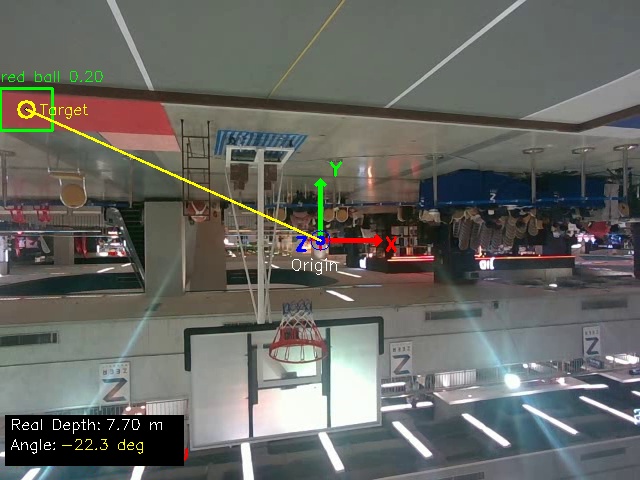 red ball 0.20
Target
Y
Z
X
Origin
Real Depth: 7.70 m
Angle: -22.3 deg